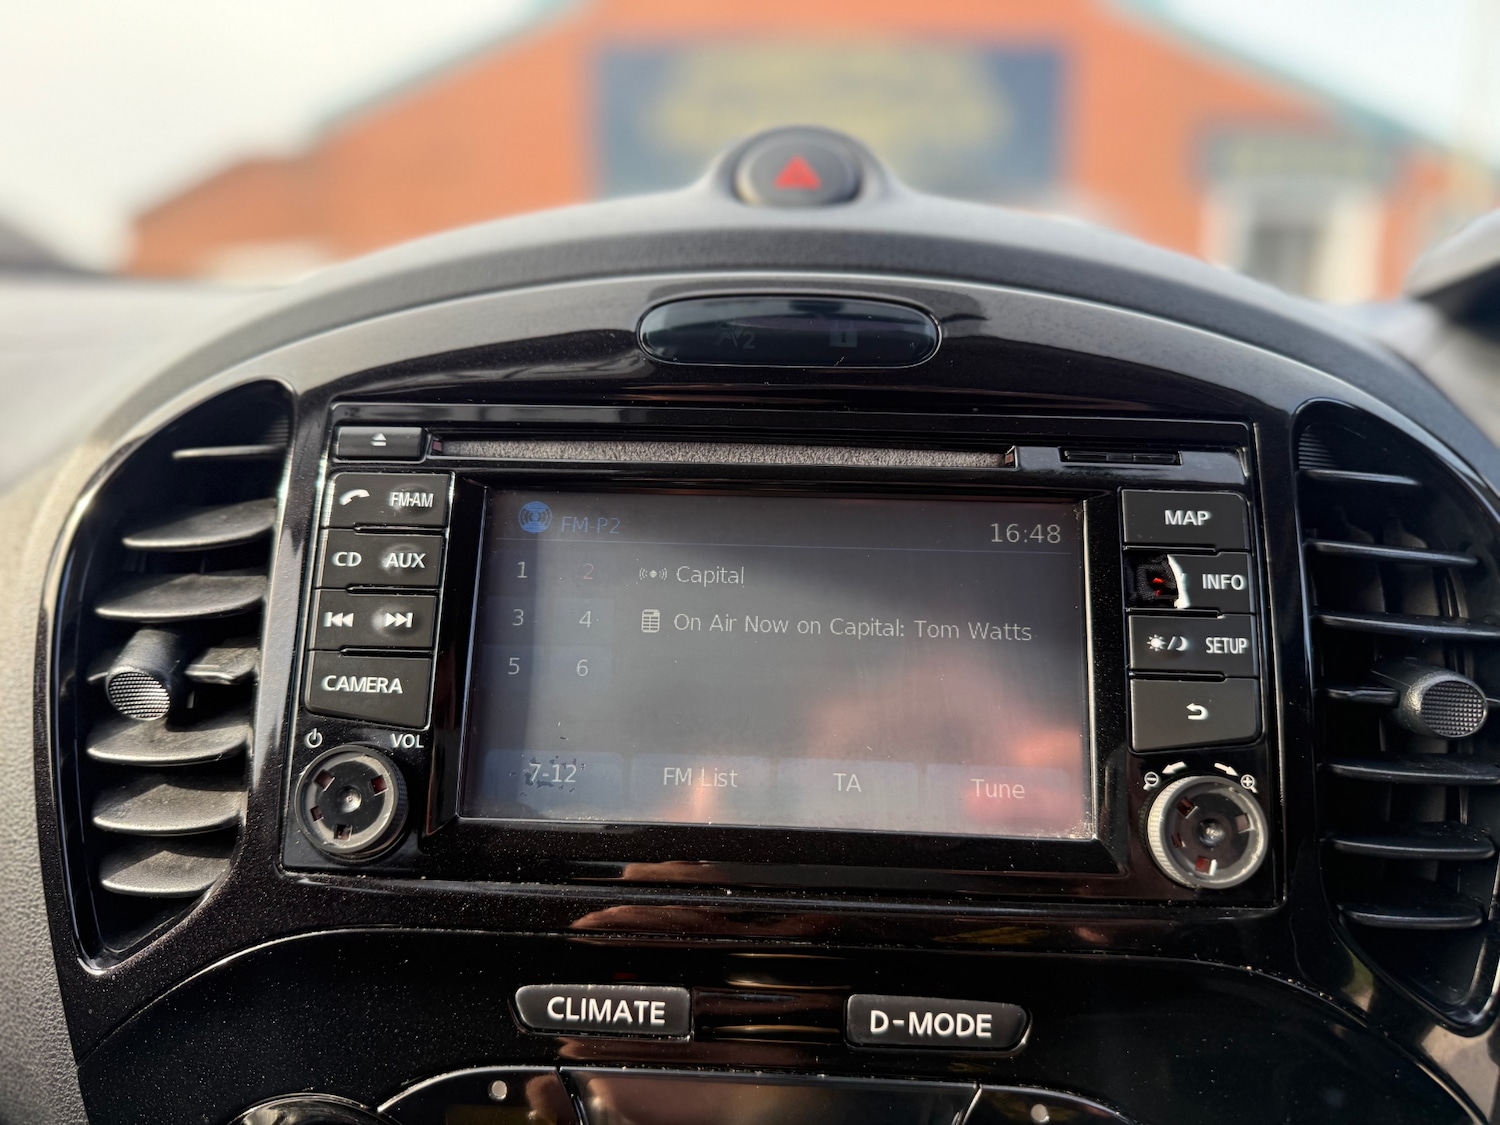 FM-AM
CD AUX
CAMERA
VOL
FM-P2
16:48
1 2
3 4
5 6
Capital
On Air Now on Capital: Tom Watts
7-12 FM List TA Tune
MAP
INFO
SETUP
CLIMATE D-MODE